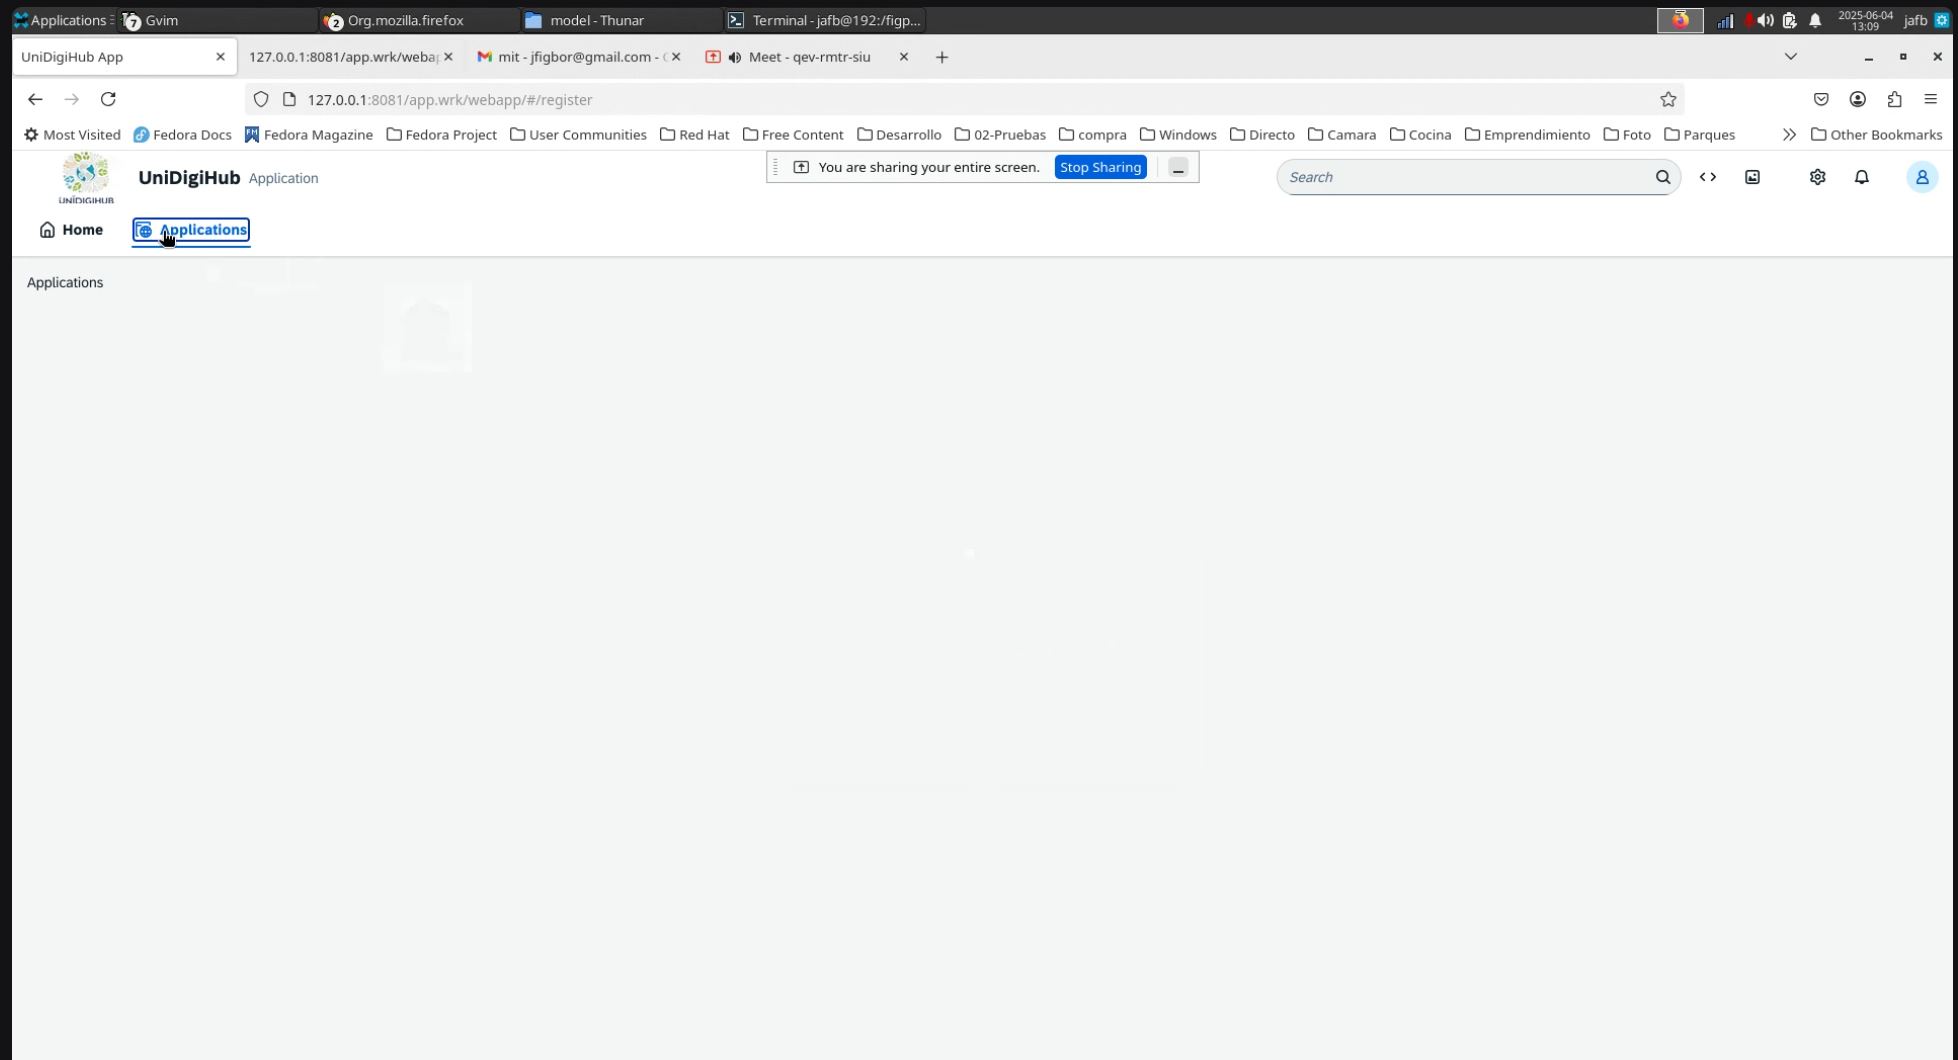 Applications
7 Gvim
2 Org.mozilla.firefox
model - Thunar
Terminal - jafb@192:/figp...
2025-06-04
13:09
jafb
UniDigiHub App
127.0.0.1:8081/app.wrk/weba
mit - jfigbor@gmail.com -
Meet - qev-rmtr-siu
127.0.0.1:8081/app.wrk/webapp/#/register
Most Visited
Fedora Docs
Fedora Magazine
Fedora Project
User Communities
Red Hat
Free Content
Desarrollo
02-Pruebas
compra
Windows
Directo
Camara
Cocina
Emprendimiento
Foto
Parques
Other Bookmarks
UNIDIGIHUB
UniDigiHub Application
You are sharing your entire screen.
Stop Sharing
Search
Home
Applications
Applications